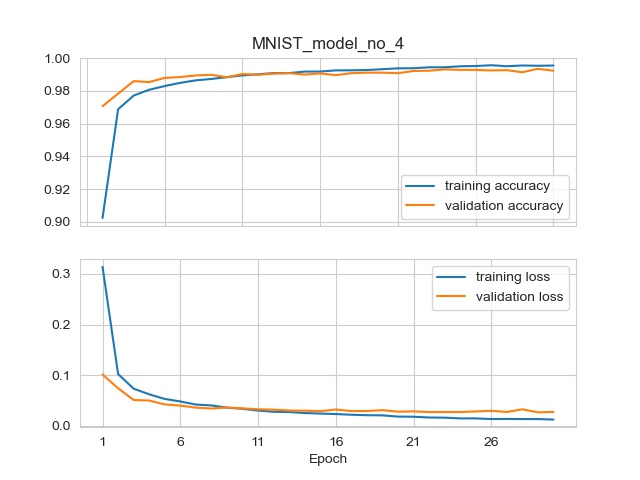 MNIST_model_no_4
1.00
0.98
0.96
0.94
0.92
0.90
training accuracy
validation accuracy
0.3
0.2
0.1
0.0
training loss
validation loss
1 6 11 16 21 26
Epoch